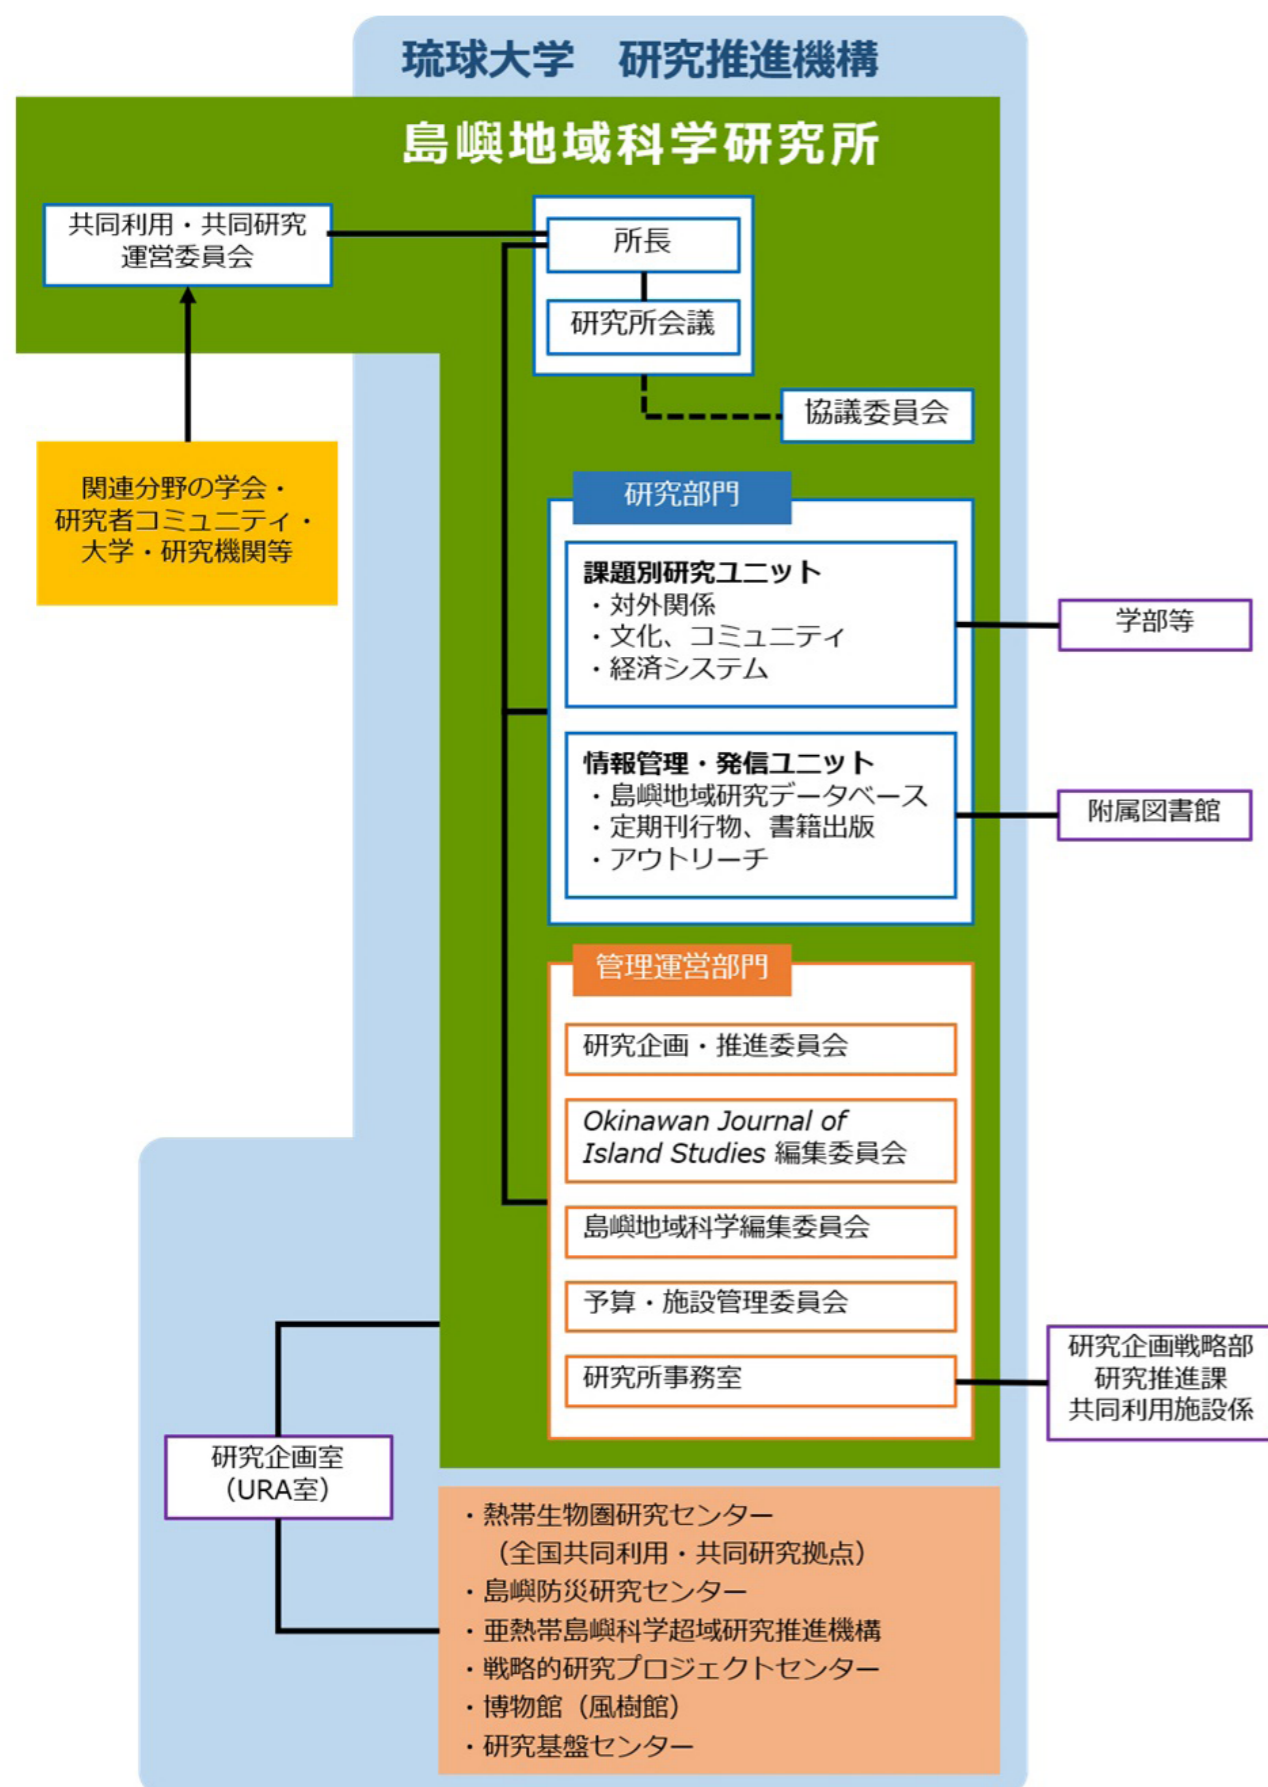 琉球大学　研究推進機構
島嶼地域科学研究所
共同利用・共同研究
運営委員会
所長
研究所会議
協議委員会
関連分野の学会・
研究者コミュニティ・
大学・研究機関等
研究部門
課題別研究ユニット
・対外関係
・文化、コミュニティ
・経済システム
学部等
情報管理・発信ユニット
・島嶼地域研究データベース
・定期刊行物、書籍出版
・アウトリーチ
附属図書館
管理運営部門
研究企画・推進委員会
Okinawan Journal of
Island Studies 編集委員会
島嶼地域科学編集委員会
予算・施設管理委員会
研究所事務室
研究企画戦略部
研究推進課
共同利用施設係
研究企画室
（URA室）
・熱帯生物圏研究センター
（全国共同利用・共同研究拠点）
・島嶼防災研究センター
・亜熱帯島嶼科学超域研究推進機構
・戦略的研究プロジェクトセンター
・博物館（風樹館）
・研究基盤センター